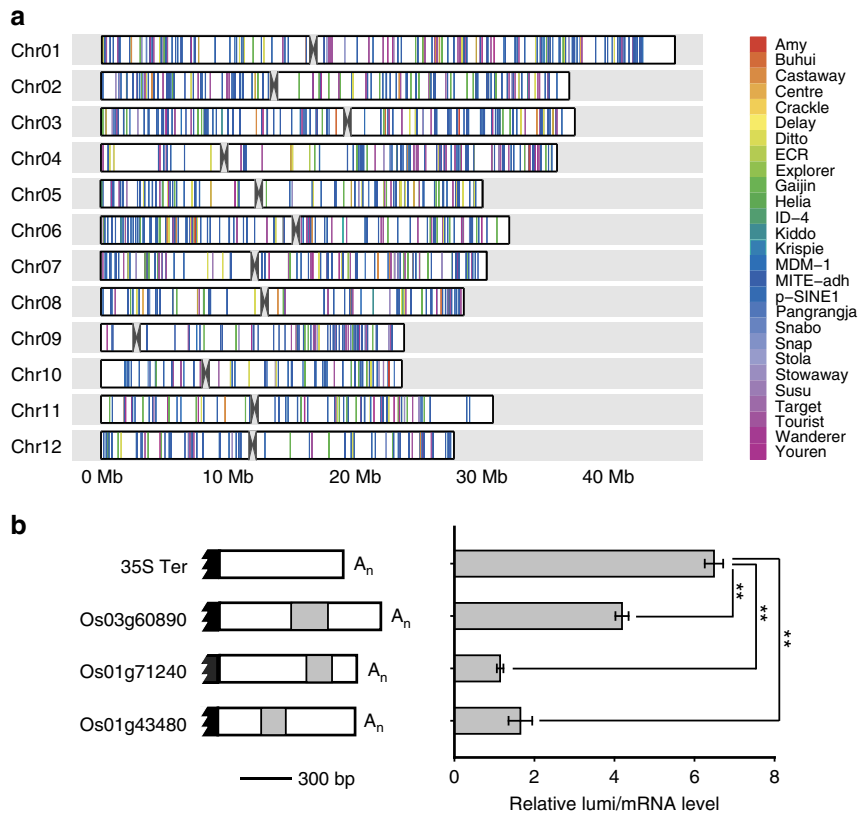 a
Chr01
Chr02
Chr03
Chr04
Chr05
Chr06
Chr07
Chr08
Chr09
Chr10
Chr11
Chr12
0 Mb 10 Mb 20 Mb 30 Mb 40 Mb
Amy
Buhui
Castaway
Centre
Crackle
Delay
Ditto
ECR
Explorer
Gaijin
Helia
ID-4
Kiddo
Krispie
MDM-1
MITE-adh
p-SINE1
Pangrangja
Snabo
Snap
Stola
Stowaway
Susu
Target
Tourist
Wanderer
Youren
b
35S Ter An
Os03g60890 An
Os01g71240 An
Os01g43480 An
300 bp
**
**
**
0 2 4 6 8
Relative lumi/mRNA level